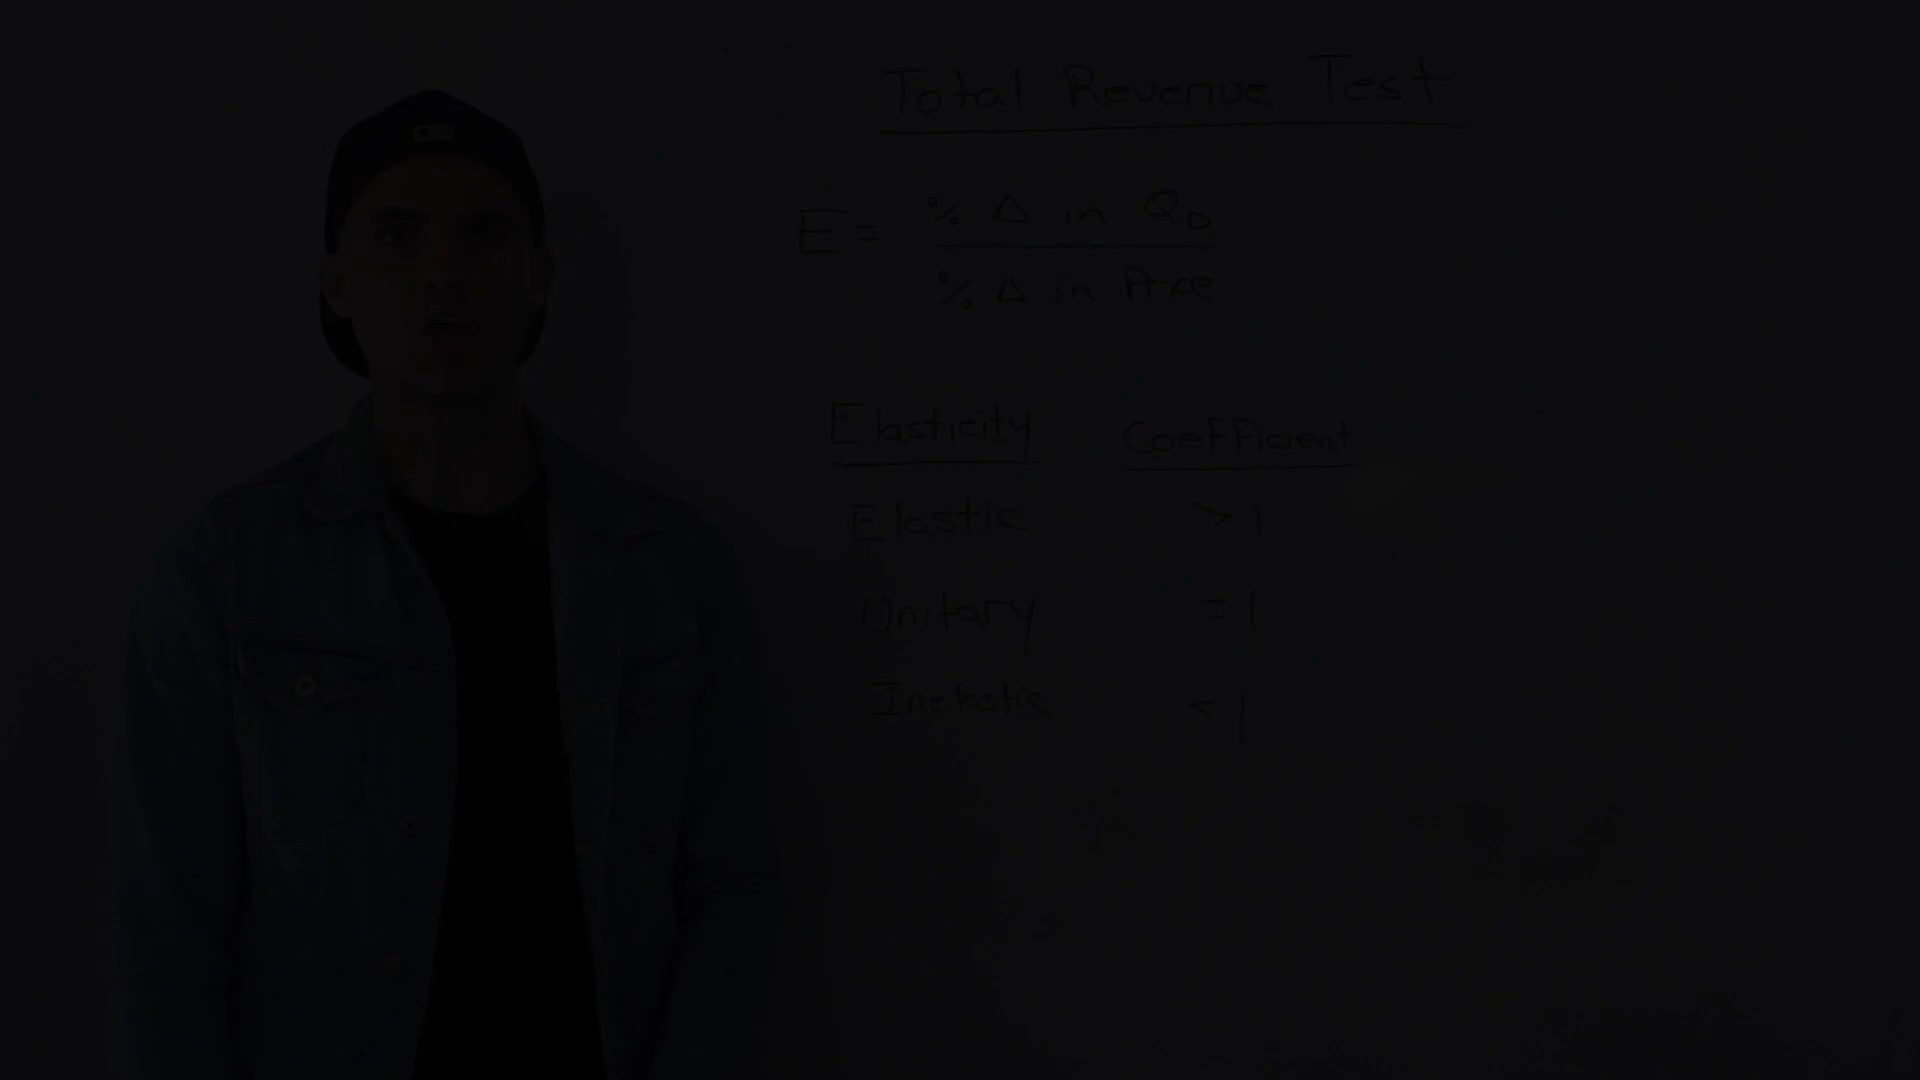 Total Revenue Test
E = % Δ in QD
% Δ in Price
Elasticity Coefficient
Elastic > 1
Unitary = 1
Inelastic < 1